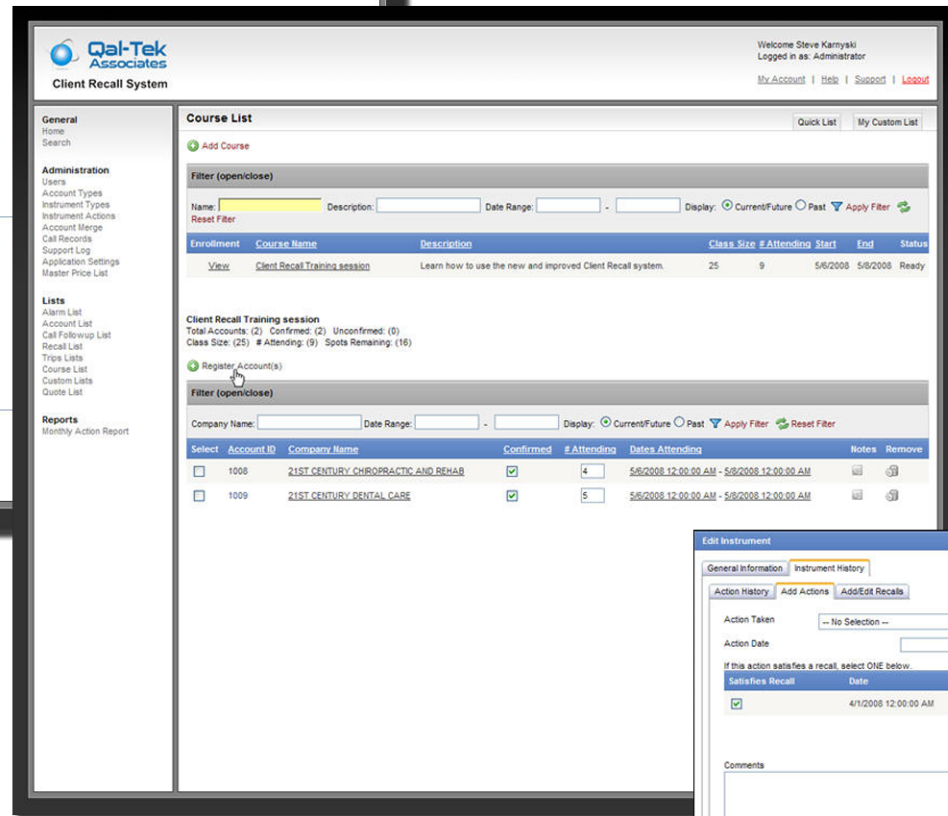 Qal-Tek
Associates
Client Recall System
Welcome Steve Karnyski
Logged in as: Administrator
My Account | Help | Support | Logout
General
Home
Search
Administration
Users
Account Types
Instrument Types
Instrument Actions
Account Merge
Call Records
Support Log
Application Settings
Master Price List
Lists
Alarm List
Account List
Call Followup List
Recall List
Trips Lists
Course List
Custom Lists
Quote List
Reports
Monthly Action Report
Course List
Quick List My Custom List
Add Course
Filter (open/close)
Name: Description: Date Range: - Display: Current/Future Past Apply Filter
Reset Filter
Enrollment Course Name Description Class Size # Attending Start End Status
View Client Recall Training session Learn how to use the new and improved Client Recall system. 25 9 5/6/2008 5/8/2008 Ready
Client Recall Training session
Total Accounts: (2) Confirmed: (2) Unconfirmed: (0)
Class Size: (25) # Attending: (9) Spots Remaining: (16)
Register Account(s)
Filter (open/close)
Company Name: Date Range: - Display: Current/Future Past Apply Filter Reset Filter
Select Account ID Company Name Confirmed # Attending Dates Attending Notes Remove
1008 21ST CENTURY CHIROPRACTIC AND REHAB 4 5/6/2008 12:00:00 AM - 5/8/2008 12:00:00 AM
1009 21ST CENTURY DENTAL CARE 5 5/6/2008 12:00:00 AM - 5/8/2008 12:00:00 AM
Edit Instrument
General Information Instrument History
Action History Add Actions Add/Edit Recalls
Action Taken -- No Selection --
Action Date
If this action satisfies a recall, select ONE below.
Satisfies Recall Date
4/1/2008 12:00:00 AM
Comments